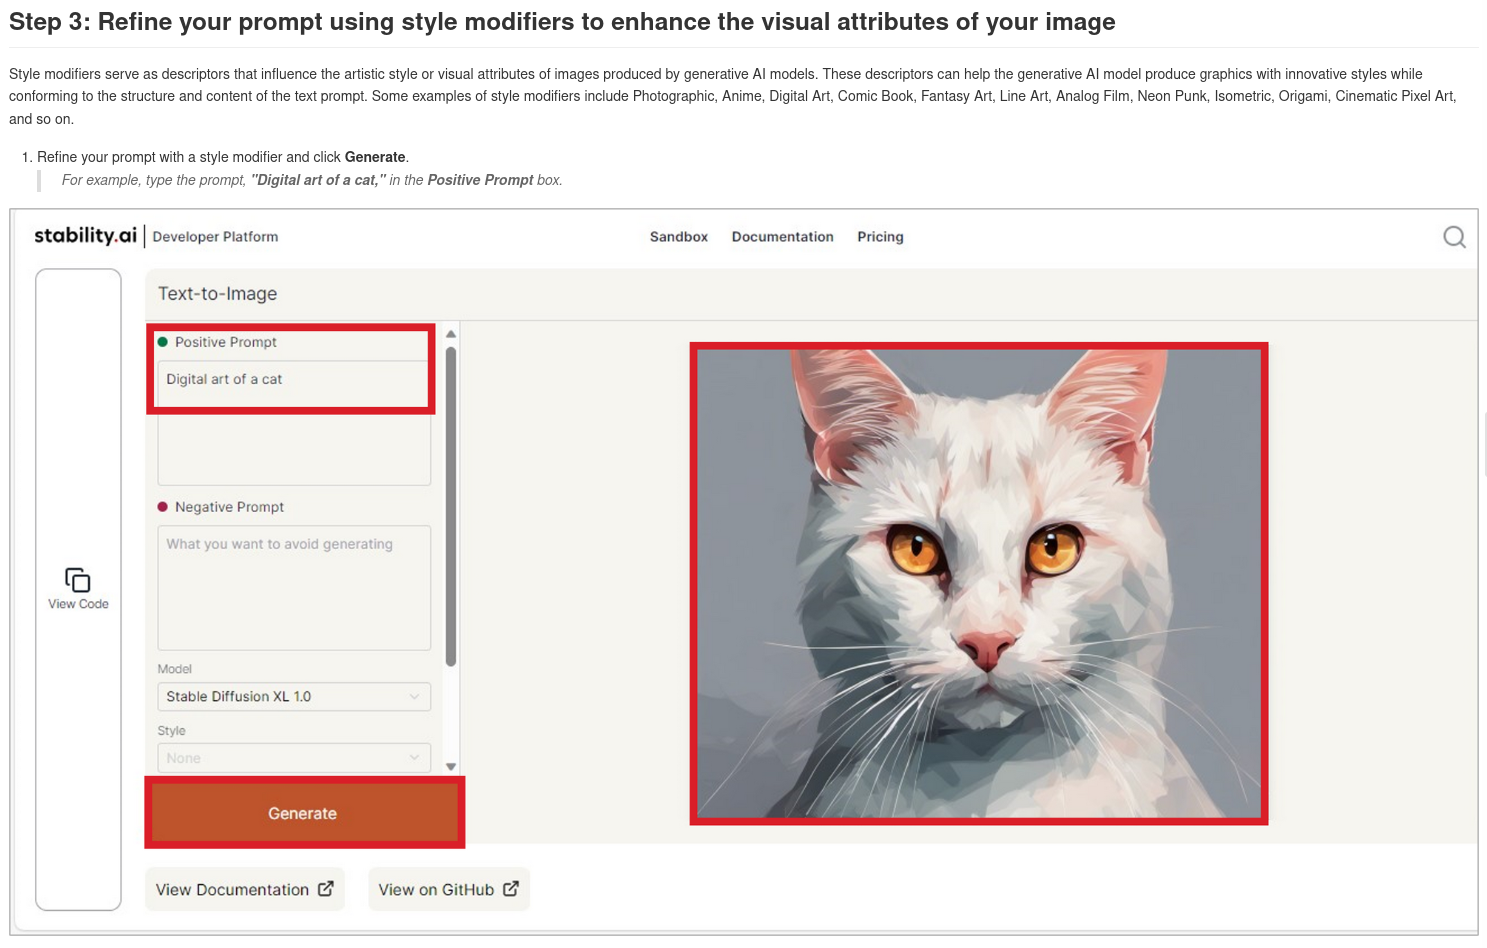 Step 3: Refine your prompt using style modifiers to enhance the visual attributes of your image
Style modifiers serve as descriptors that influence the artistic style or visual attributes of images produced by generative AI models. These descriptors can help the generative AI model produce graphics with innovative styles while
conforming to the structure and content of the text prompt. Some examples of style modifiers include Photographic, Anime, Digital Art, Comic Book, Fantasy Art, Line Art, Analog Film, Neon Punk, Isometric, Origami, Cinematic Pixel Art,
and so on.
1. Refine your prompt with a style modifier and click Generate.
For example, type the prompt, "Digital art of a cat," in the Positive Prompt box.
stability.ai | Developer Platform
Sandbox Documentation Pricing
Text-to-Image
Positive Prompt
Digital art of a cat
Negative Prompt
What you want to avoid generating
View Code
Model
Stable Diffusion XL 1.0
Style
None
Generate
View Documentation
View on GitHub